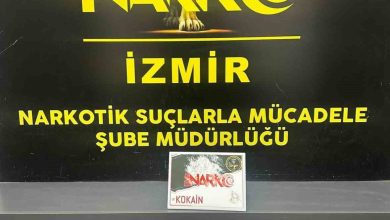 NARKO
İZMİR
NARKOTİK SUÇLARLA MÜCADELE
ŞUBE MÜDÜRLÜĞÜ
NARKO
KOKAİN